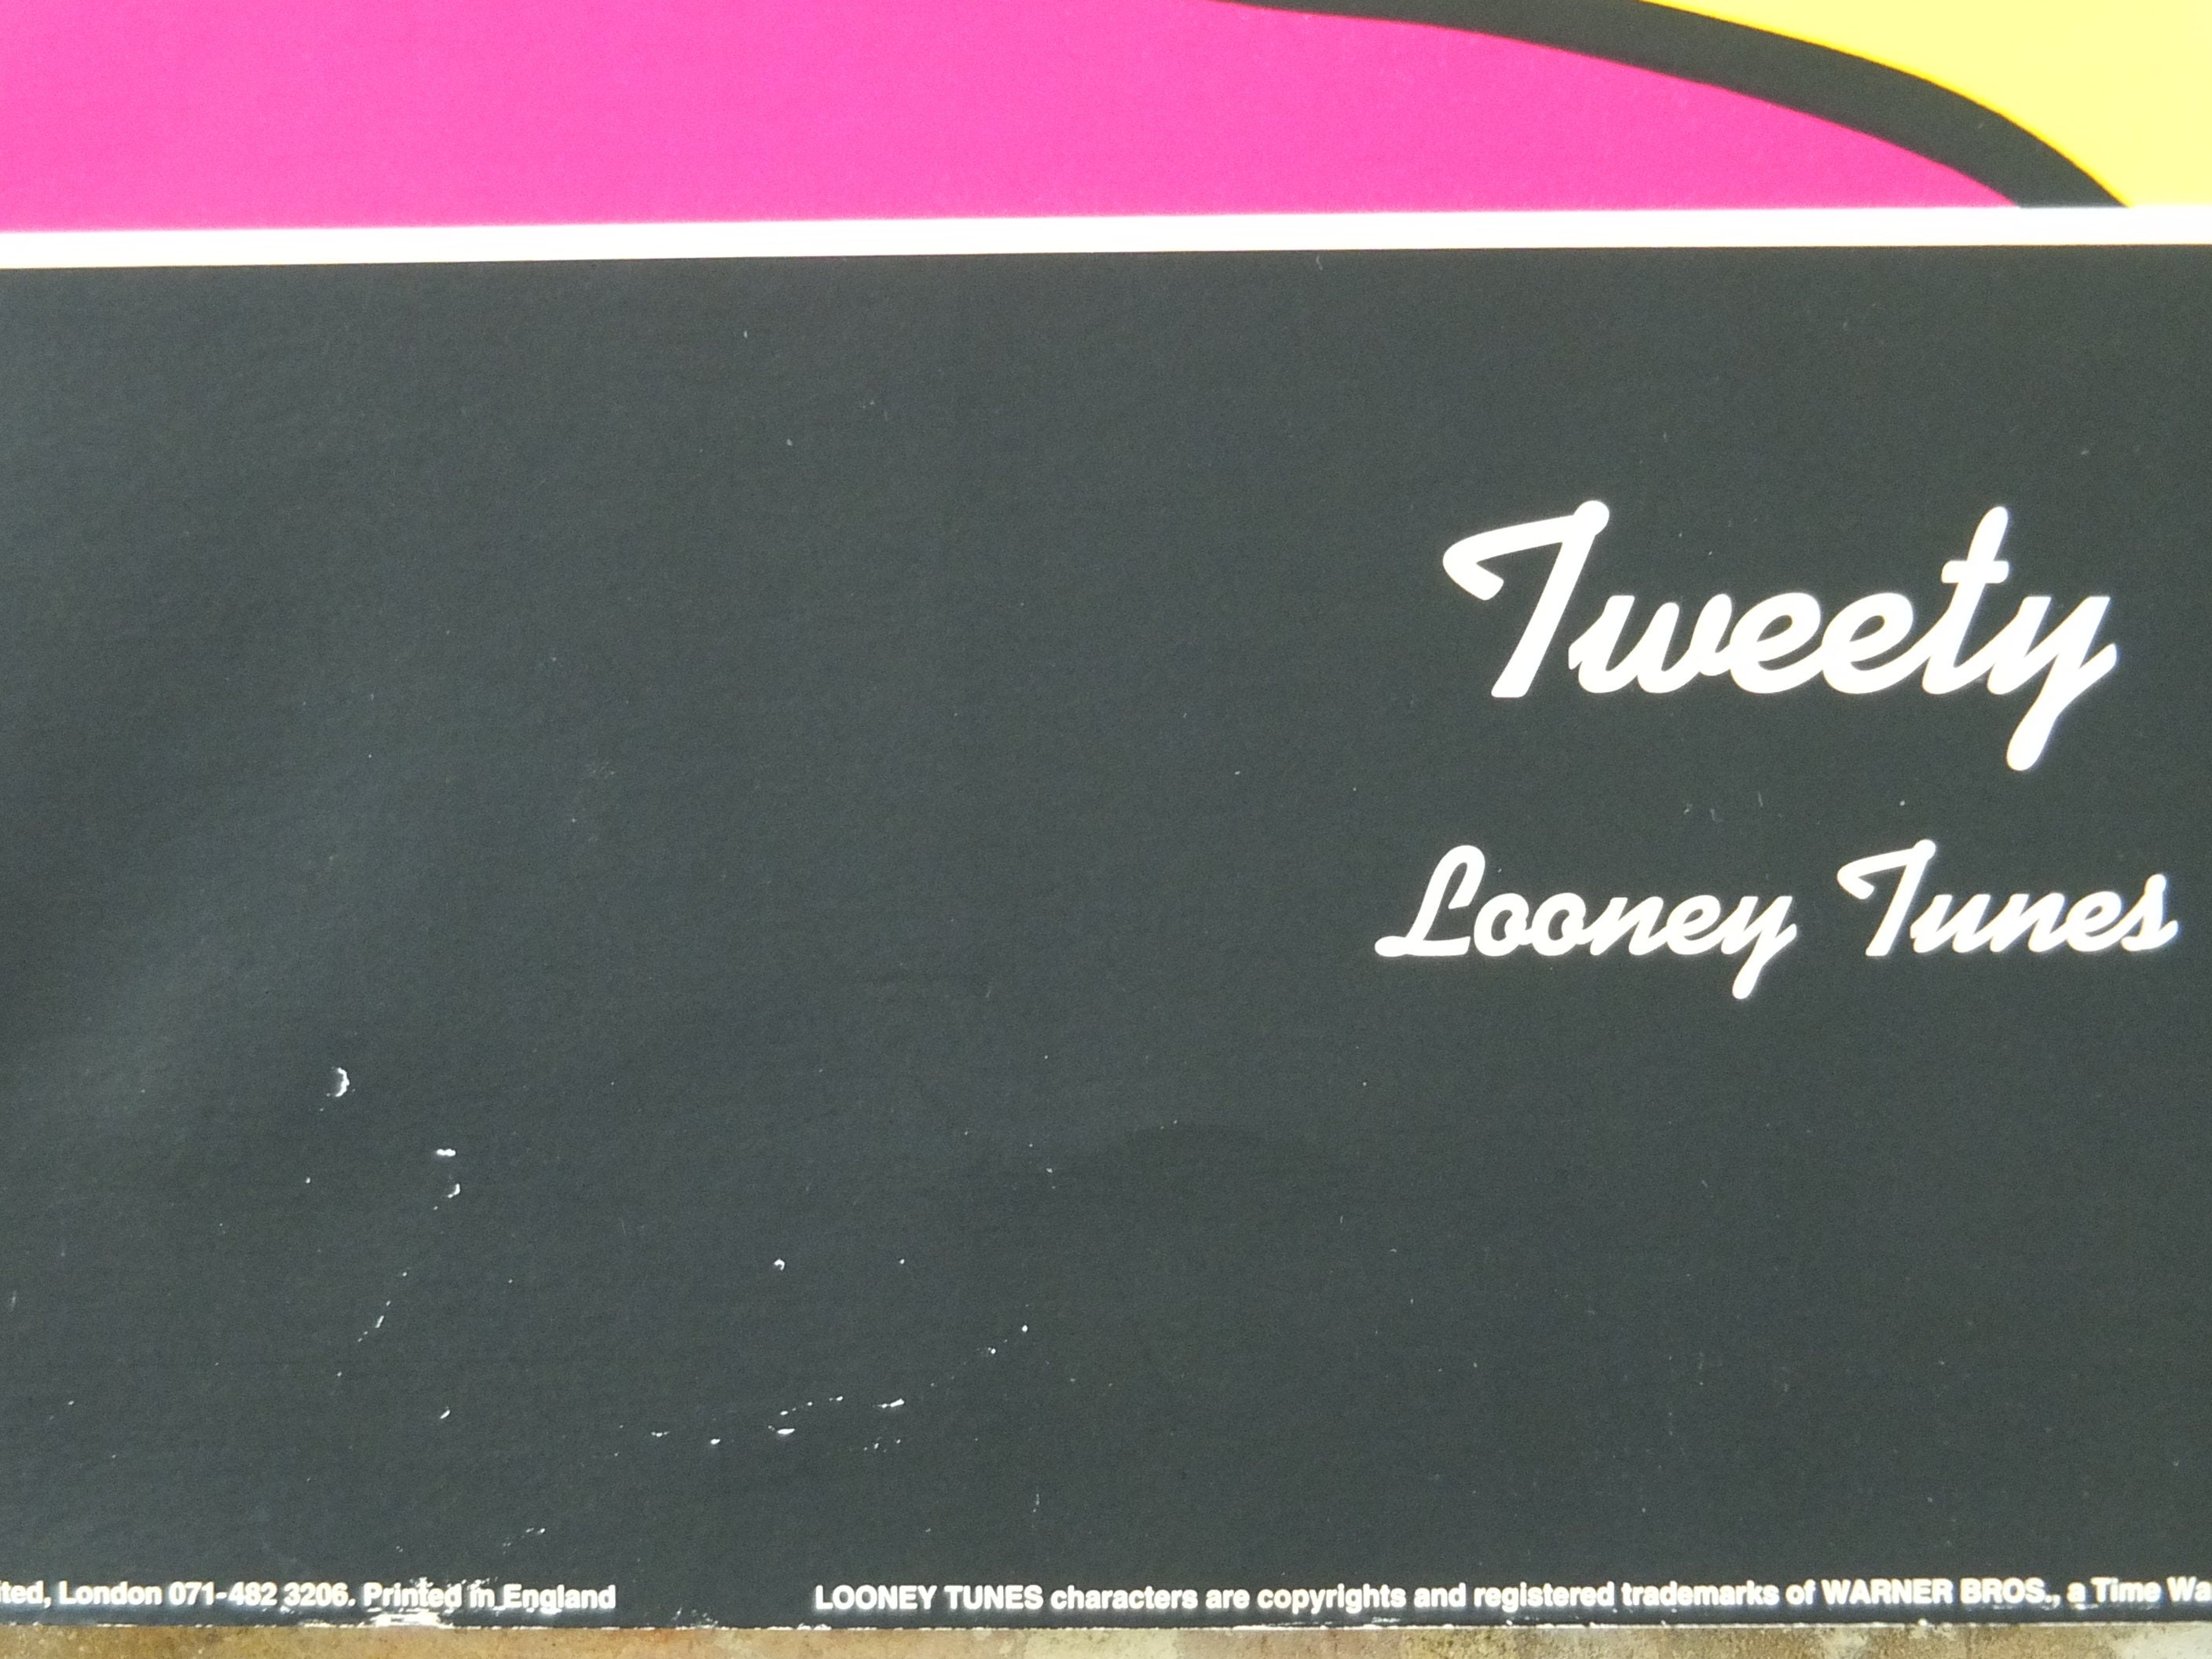 Tweety
Looney Tunes
ted, London 071-482 3206. Printed in England
LOONEY TUNES characters are copyrights and registered trademarks of WARNER BROS., a Time Wa